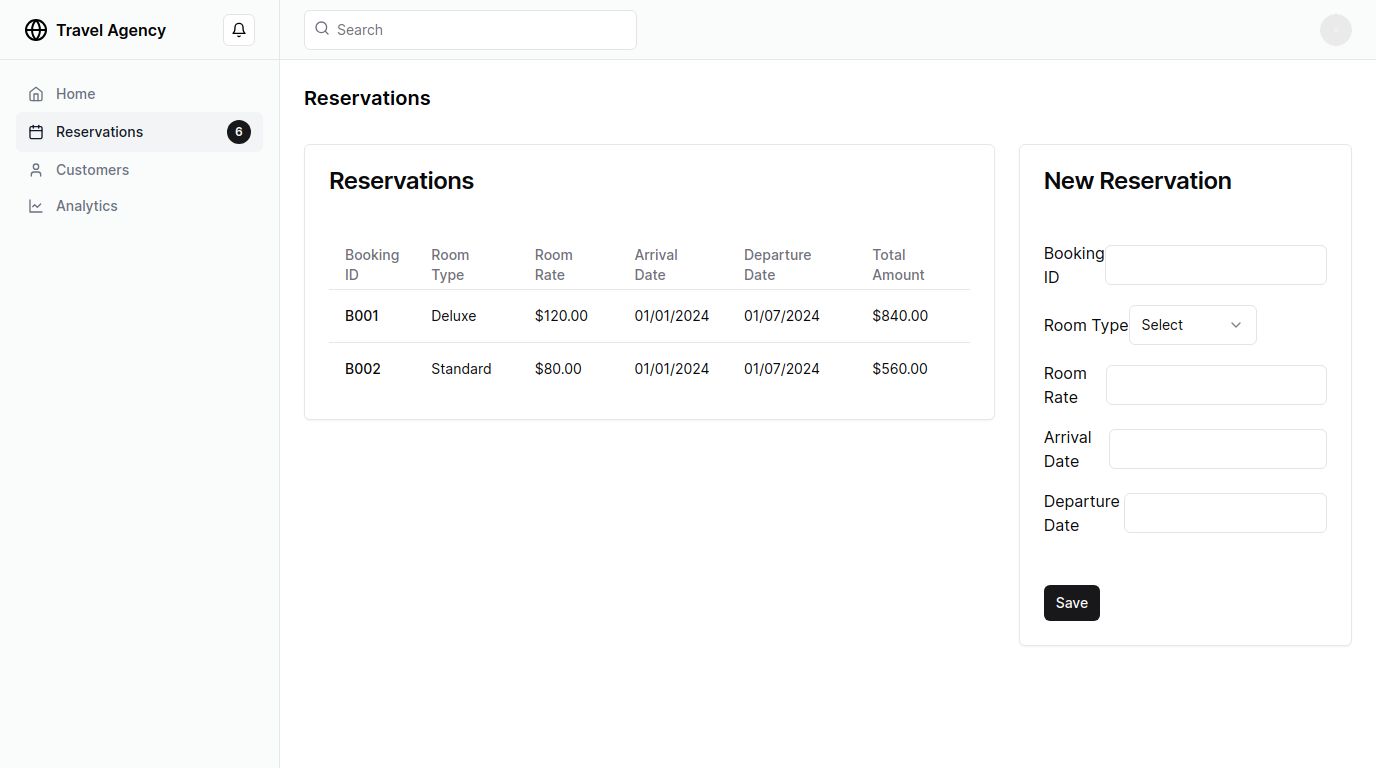 Travel Agency
Search
Home
Reservations 6
Customers
Analytics
Reservations
Reservations
Booking ID Room Type Room Rate Arrival Date Departure Date Total Amount
B001 Deluxe $120.00 01/01/2024 01/07/2024 $840.00
B002 Standard $80.00 01/01/2024 01/07/2024 $560.00
New Reservation
Booking
ID
Room Type Select
Room
Rate
Arrival
Date
Departure
Date
Save